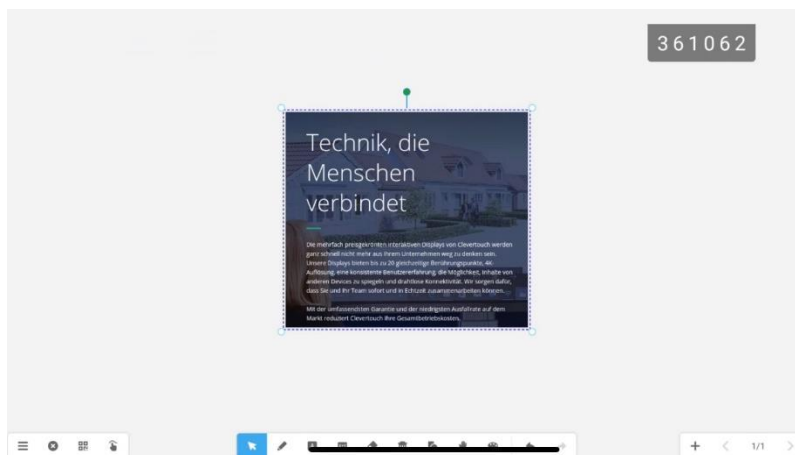 361062
Technik, die
Menschen
verbindet
Die mehrfach preisgekrönten interaktiven Displays von Clevertouch werden
ganz schnell nicht mehr aus Ihrem Unternehmen weg zu denken sein.
Unsere Displays bieten bis zu 20 gleichzeitige Berührungspunkte, 4K-
Auflösung, eine konsistente Benutzererfahrung, die Möglichkeit, Inhalte von
anderen Devices zu spiegeln und drahtlose Konnektivität. Wir sorgen dafür,
dass Sie und Ihr Team sofort und in Echtzeit zusammenarbeiten können.
Mit der umfassendsten Garantie und der niedrigsten Ausfallrate auf dem
Markt reduziert Clevertouch Ihre Gesamtbetriebskosten.
1/1